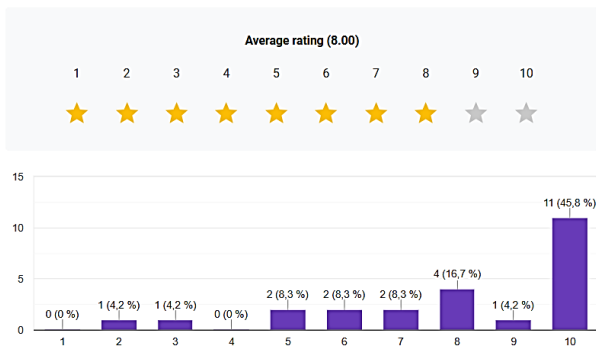 Average rating (8.00)
1 2 3 4 5 6 7 8 9 10
15
11 (45,8 %)
10
4 (16,7 %)
5
2 (8,3 %) 2 (8,3 %) 2 (8,3 %)
1 (4,2 %) 1 (4,2 %) 1 (4,2 %)
0 (0 %) 0 (0 %)
0
1 2 3 4 5 6 7 8 9 10